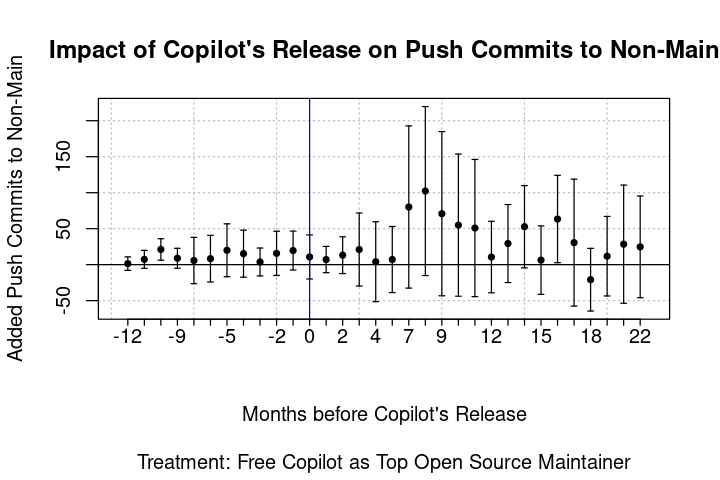 Impact of Copilot's Release on Push Commits to Non-Main
Added Push Commits to Non-Main
150
50
-50
-12 -9 -5 -2 0 2 4 7 9 12 15 18 22
Months before Copilot's Release
Treatment: Free Copilot as Top Open Source Maintainer